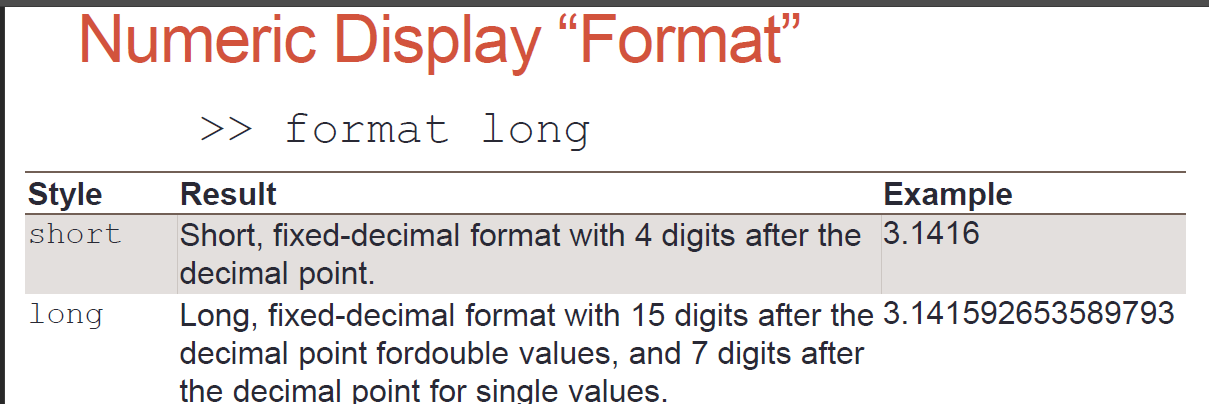 Numeric Display “Format”
>> format long
Style Result Example
short Short, fixed-decimal format with 4 digits after the 3.1416
decimal point.
long Long, fixed-decimal format with 15 digits after the 3.141592653589793
decimal point fordouble values, and 7 digits after
the decimal point for single values.